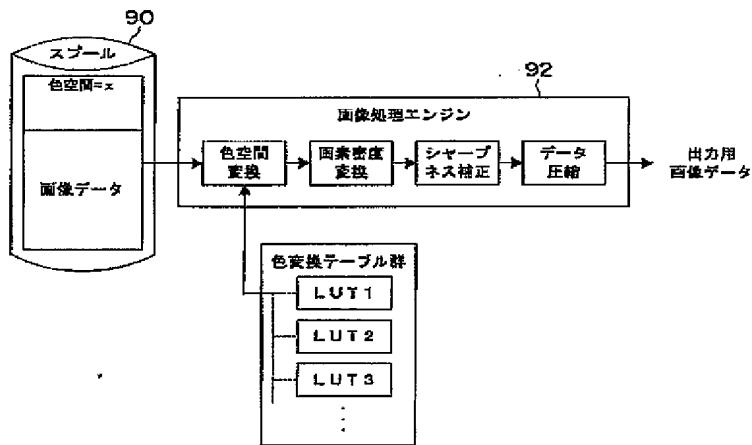 90
スプール
色空間=x
画像データ
92
画像処理エンジン
色空間
変換
画素密度
変換
シャープ
ネス補正
データ
圧縮
出力用
画像データ
色変換テーブル群
LUT1
LUT2
LUT3